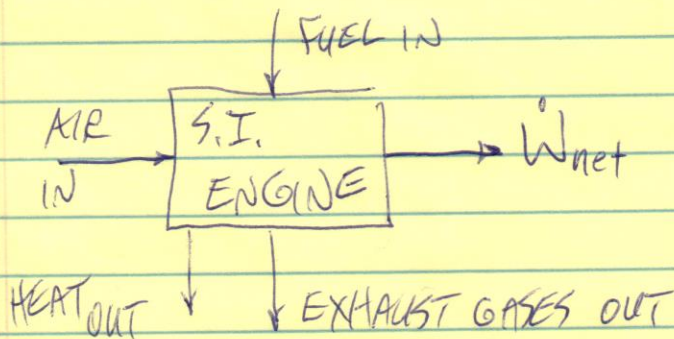 FUEL IN
AIR
IN
S.I.
ENGINE
Ẇnet
HEAT OUT
EXHAUST GASES OUT